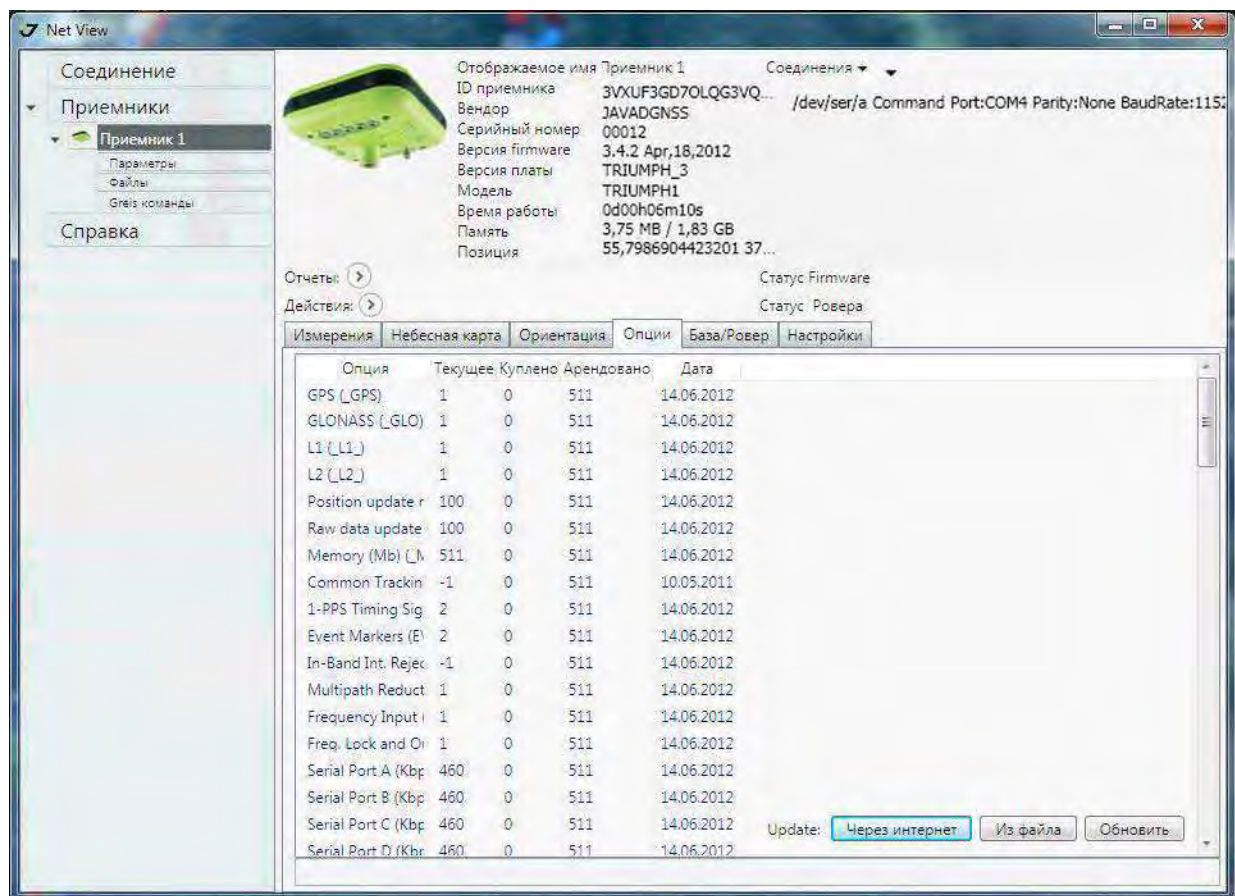 Net View
Соединение
Приемники
Приемник 1
Параметры
Файлы
Greis команды
Справка
Отображаемое имя Приемник 1
ID приемника 3VXUF3GD7OLQG3VQ...
Вендор JAVADGNSS
Серийный номер 00012
Версия firmware 3.4.2 Apr,18,2012
Версия платы TRIUMPH_3
Модель TRIUMPH1
Время работы 0d00h06m10s
Память 3,75 MB / 1,83 GB
Позиция 55,7986904423201 37...
Соединения
/dev/ser/a Command Port:COM4 Parity:None BaudRate:1152
Отчеты:
Статус Firmware
Действия:
Статус Ровера
Измерения Небесная карта Ориентация Опции База/Ровер Настройки
Опция Текущее Куплено Арендовано Дата
GPS (_GPS) 1 0 511 14.06.2012
GLONASS (_GLO) 1 0 511 14.06.2012
L1 (_L1_) 1 0 511 14.06.2012
L2 (_L2_) 1 0 511 14.06.2012
Position update r 100 0 511 14.06.2012
Raw data update 100 0 511 14.06.2012
Memory (Mb) (_M 511 0 511 14.06.2012
Common Trackin -1 0 511 10.05.2011
1-PPS Timing Sig 2 0 511 14.06.2012
Event Markers (E 2 0 511 14.06.2012
In-Band Int. Rejec -1 0 511 14.06.2012
Multipath Reduct 1 0 511 14.06.2012
Frequency Input ( 1 0 511 14.06.2012
Freq. Lock and O 1 0 511 14.06.2012
Serial Port A (Kbp 460 0 511 14.06.2012
Serial Port B (Kbp 460 0 511 14.06.2012
Serial Port C (Kbp 460 0 511 14.06.2012
Serial Port D (Kbp 460 0 511 14.06.2012
Update: Через интернет Из файла Обновить